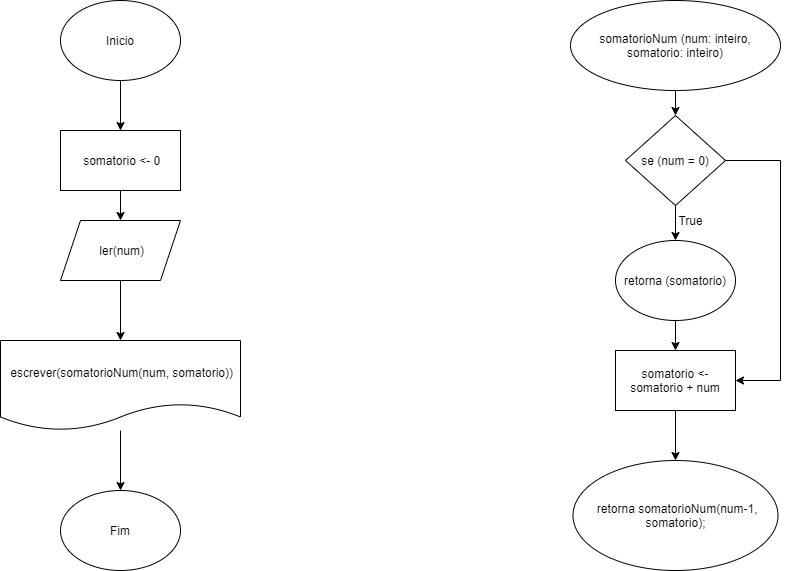 Inicio
somatorio <- 0
ler(num)
escrever(somatorioNum(num, somatorio))
Fim
somatorioNum (num: inteiro,
somatorio: inteiro)
se (num = 0)
True
retorna (somatorio)
somatorio <-
somatorio + num
retorna somatorioNum(num-1,
somatorio);